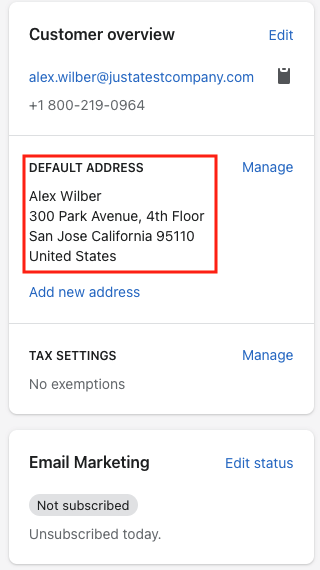 Customer overview
Edit
alex.wilber@justatestcompany.com
+1 800-219-0964
DEFAULT ADDRESS
Manage
Alex Wilber
300 Park Avenue, 4th Floor
San Jose California 95110
United States
Add new address
TAX SETTINGS
Manage
No exemptions
Email Marketing
Edit status
Not subscribed
Unsubscribed today.